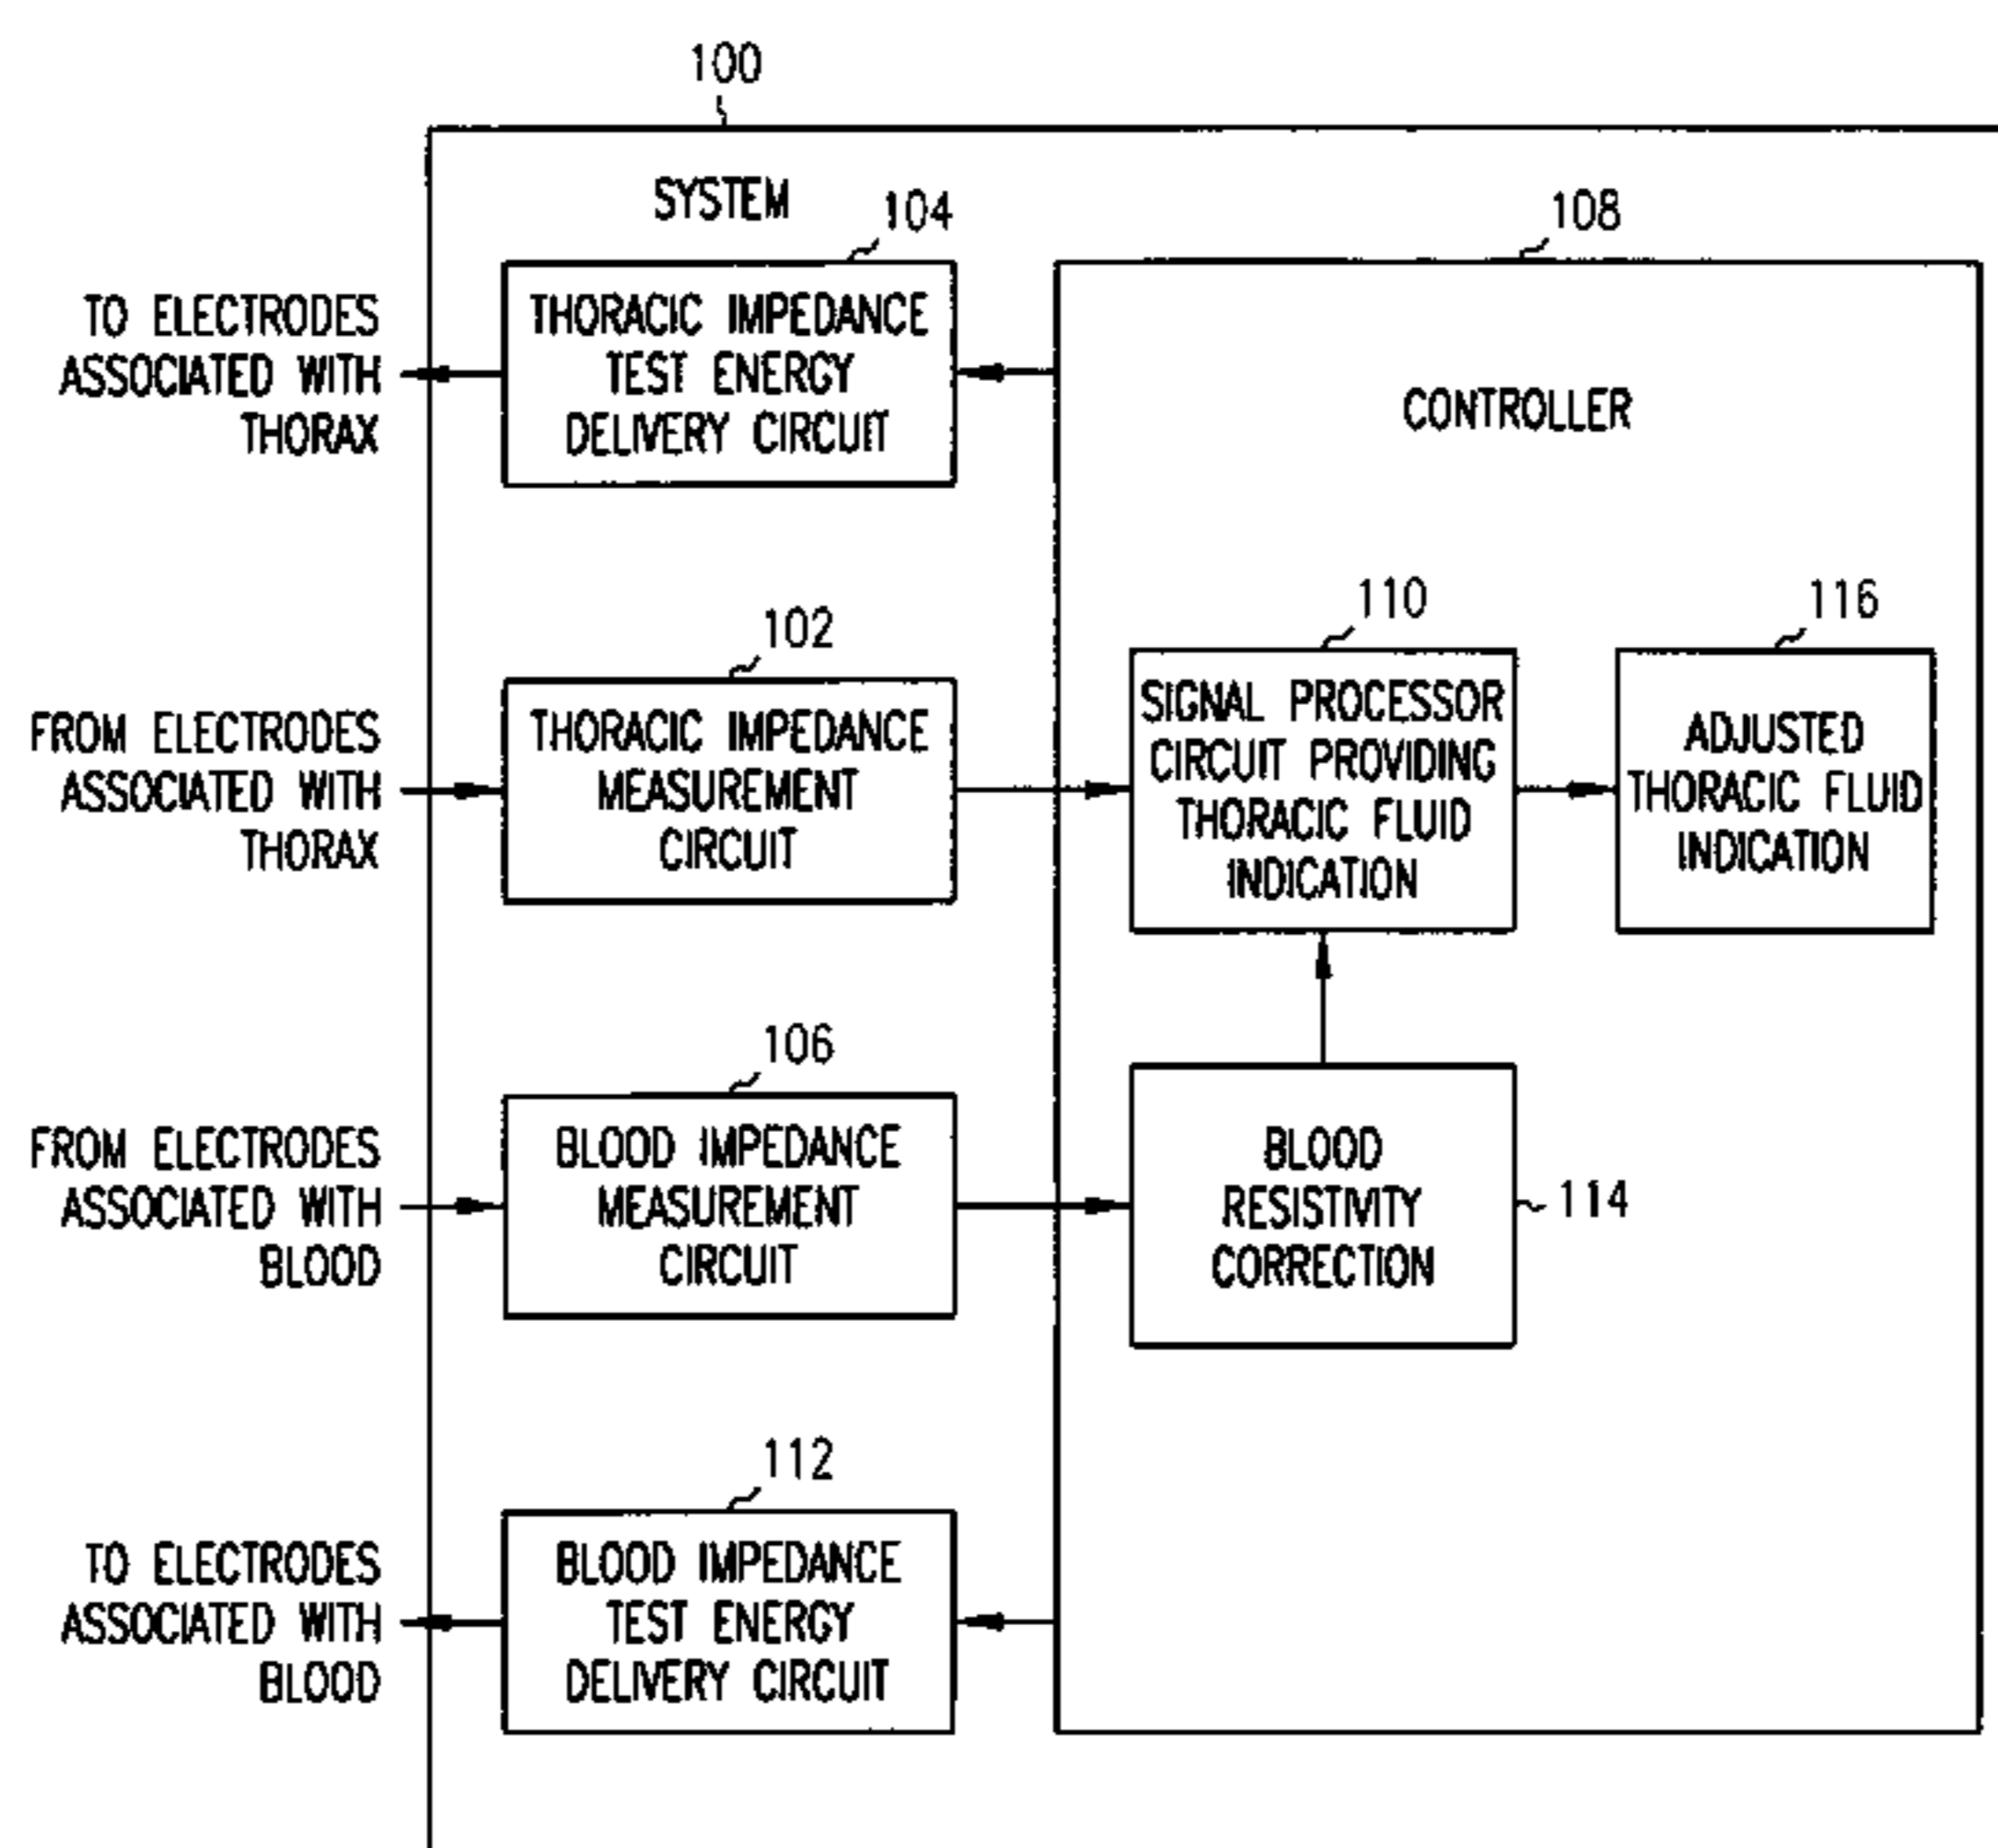 100
SYSTEM
104
108
TO ELECTRODES
ASSOCIATED WITH
THORAX
THORACIC IMPEDANCE
TEST ENERGY
DELIVERY CIRCUIT
CONTROLLER
102
110
116
FROM ELECTRODES
ASSOCIATED WITH
THORAX
THORACIC IMPEDANCE
MEASUREMENT
CIRCUIT
SIGNAL PROCESSOR
CIRCUIT PROVIDING
THORACIC FLUID
INDICATION
ADJUSTED
THORACIC FLUID
INDICATION
106
FROM ELECTRODES
ASSOCIATED WITH
BLOOD
BLOOD IMPEDANCE
MEASUREMENT
CIRCUIT
BLOOD
RESISTIVITY
CORRECTION
114
112
TO ELECTRODES
ASSOCIATED WITH
BLOOD
BLOOD IMPEDANCE
TEST ENERGY
DELIVERY CIRCUIT